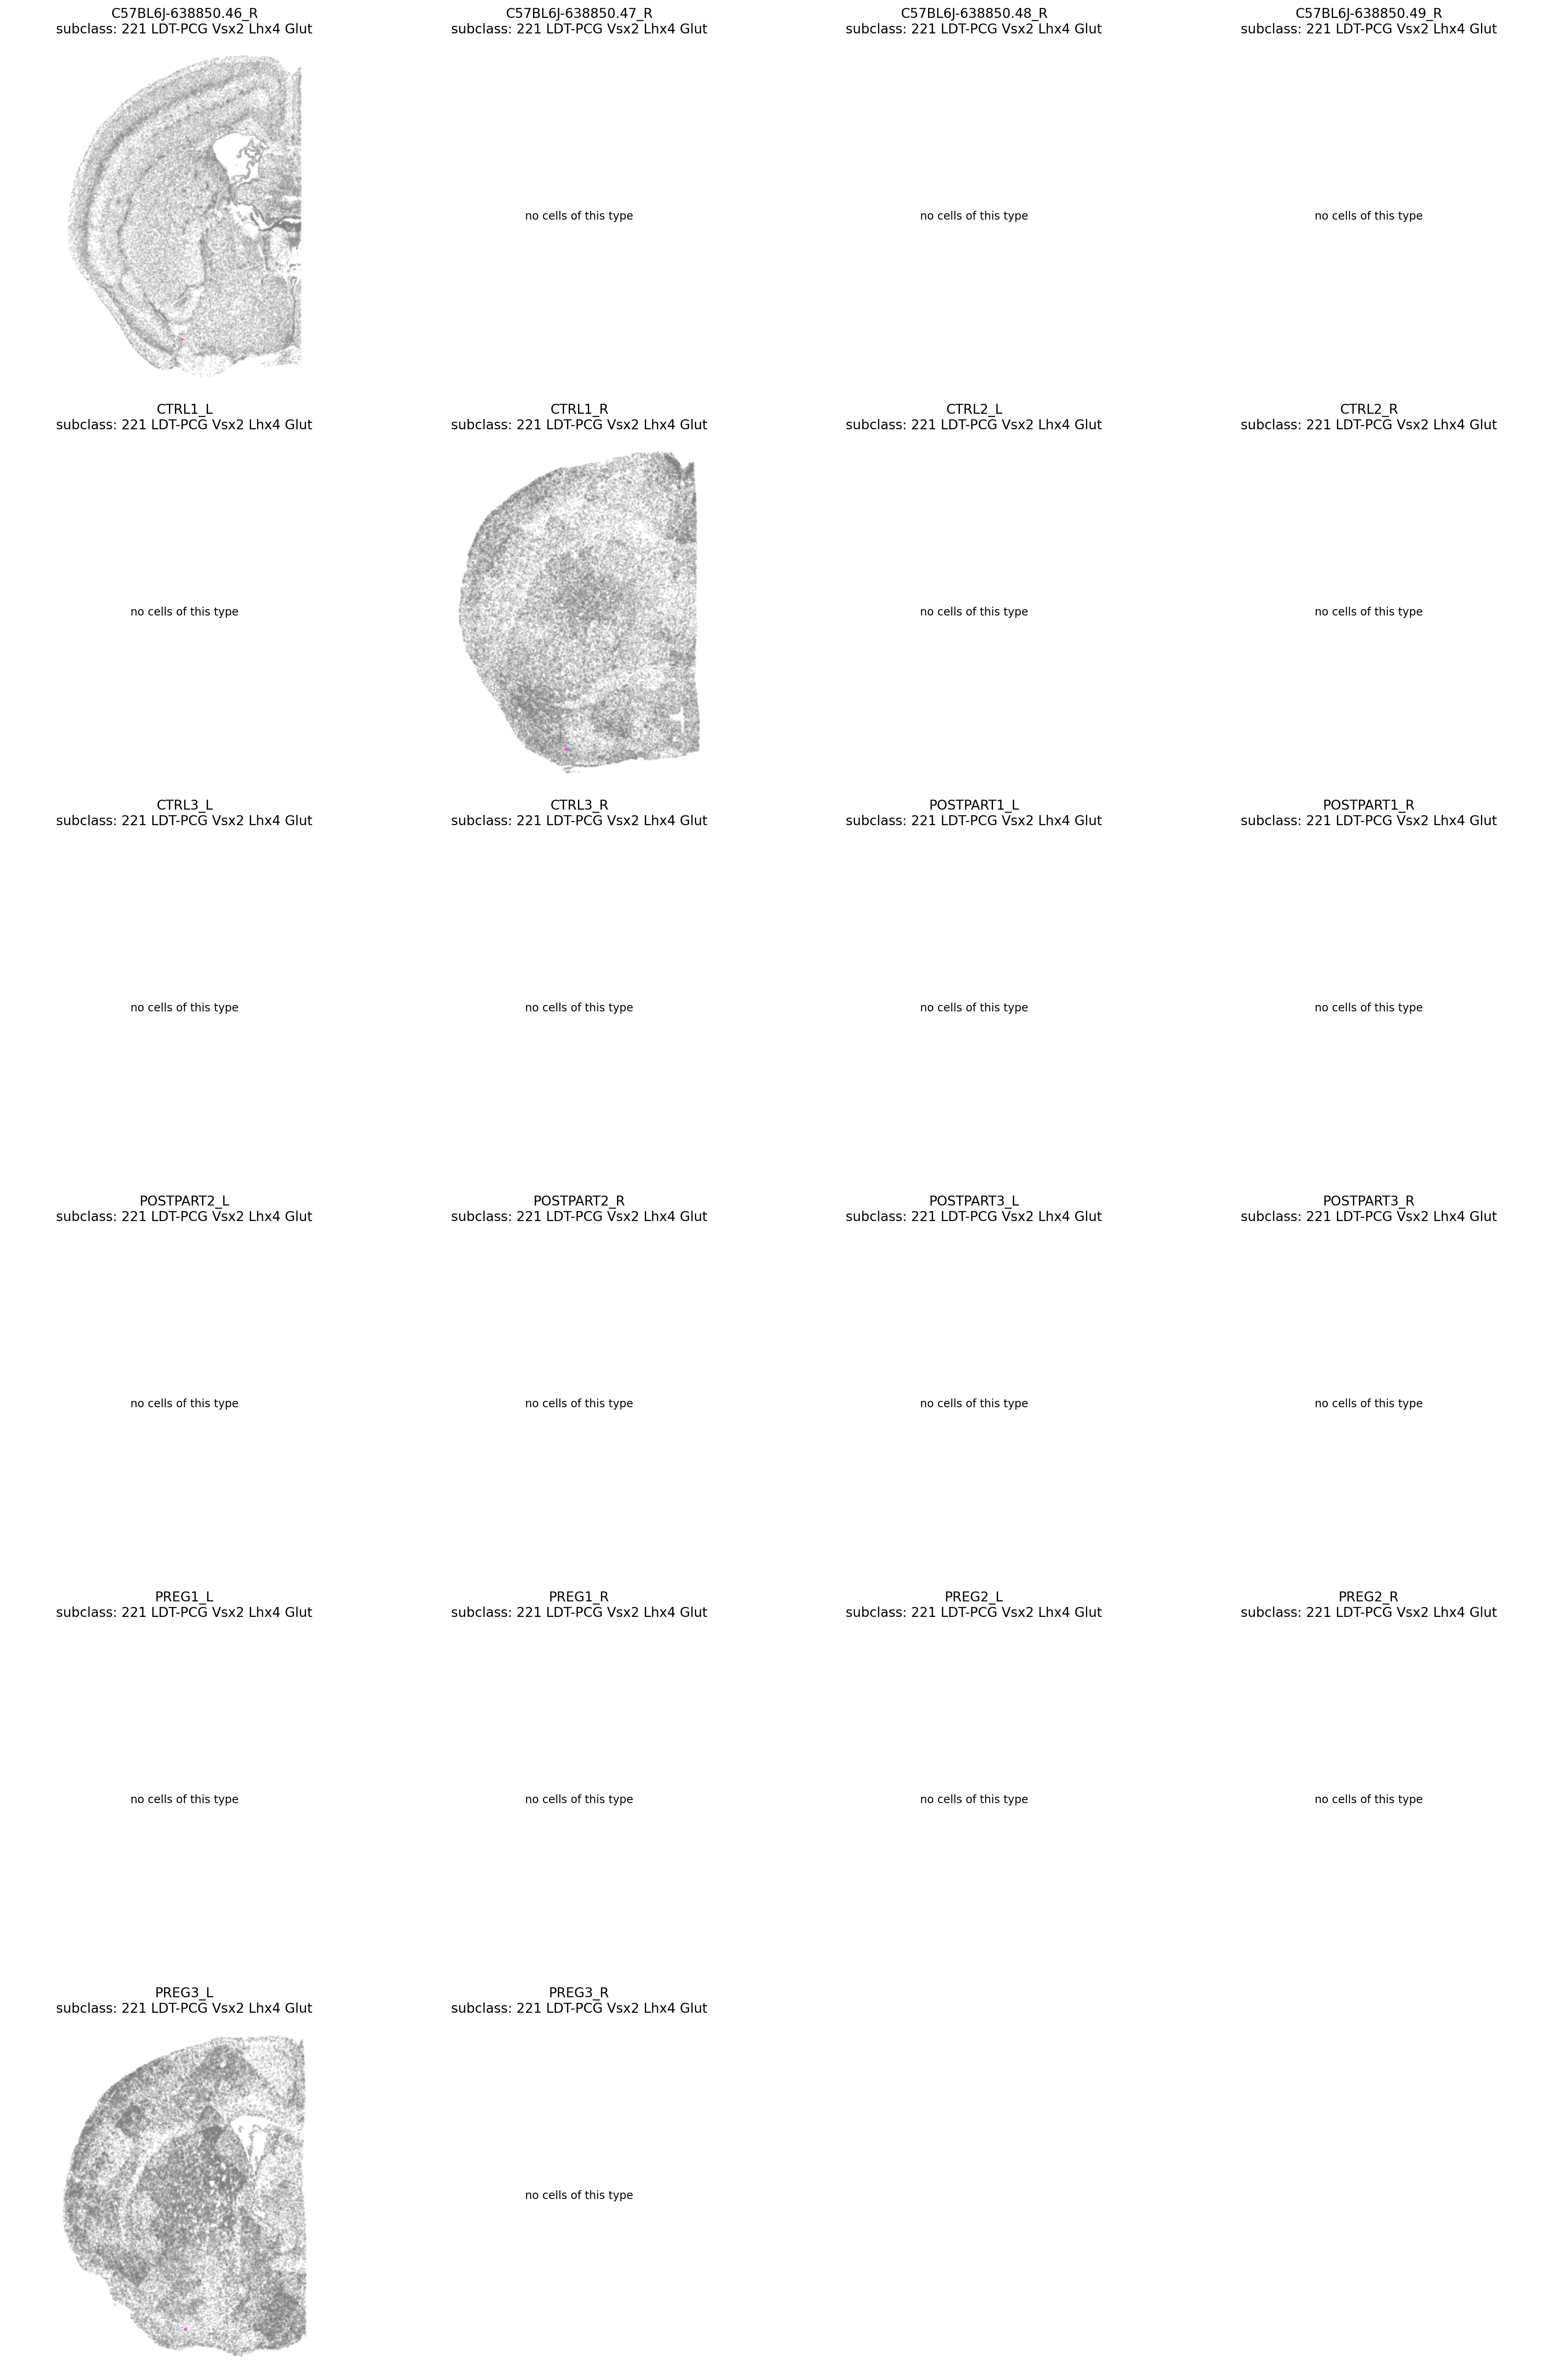 C57BL6J-638850.46_R
subclass: 221 LDT-PCG Vsx2 Lhx4 Glut
C57BL6J-638850.47_R
subclass: 221 LDT-PCG Vsx2 Lhx4 Glut
no cells of this type
C57BL6J-638850.48_R
subclass: 221 LDT-PCG Vsx2 Lhx4 Glut
no cells of this type
C57BL6J-638850.49_R
subclass: 221 LDT-PCG Vsx2 Lhx4 Glut
no cells of this type
CTRL1_L
subclass: 221 LDT-PCG Vsx2 Lhx4 Glut
no cells of this type
CTRL1_R
subclass: 221 LDT-PCG Vsx2 Lhx4 Glut
CTRL2_L
subclass: 221 LDT-PCG Vsx2 Lhx4 Glut
no cells of this type
CTRL2_R
subclass: 221 LDT-PCG Vsx2 Lhx4 Glut
no cells of this type
CTRL3_L
subclass: 221 LDT-PCG Vsx2 Lhx4 Glut
no cells of this type
CTRL3_R
subclass: 221 LDT-PCG Vsx2 Lhx4 Glut
no cells of this type
POSTPART1_L
subclass: 221 LDT-PCG Vsx2 Lhx4 Glut
no cells of this type
POSTPART1_R
subclass: 221 LDT-PCG Vsx2 Lhx4 Glut
no cells of this type
POSTPART2_L
subclass: 221 LDT-PCG Vsx2 Lhx4 Glut
no cells of this type
POSTPART2_R
subclass: 221 LDT-PCG Vsx2 Lhx4 Glut
no cells of this type
POSTPART3_L
subclass: 221 LDT-PCG Vsx2 Lhx4 Glut
no cells of this type
POSTPART3_R
subclass: 221 LDT-PCG Vsx2 Lhx4 Glut
no cells of this type
PREG1_L
subclass: 221 LDT-PCG Vsx2 Lhx4 Glut
no cells of this type
PREG1_R
subclass: 221 LDT-PCG Vsx2 Lhx4 Glut
no cells of this type
PREG2_L
subclass: 221 LDT-PCG Vsx2 Lhx4 Glut
no cells of this type
PREG2_R
subclass: 221 LDT-PCG Vsx2 Lhx4 Glut
no cells of this type
PREG3_L
subclass: 221 LDT-PCG Vsx2 Lhx4 Glut
PREG3_R
subclass: 221 LDT-PCG Vsx2 Lhx4 Glut
no cells of this type